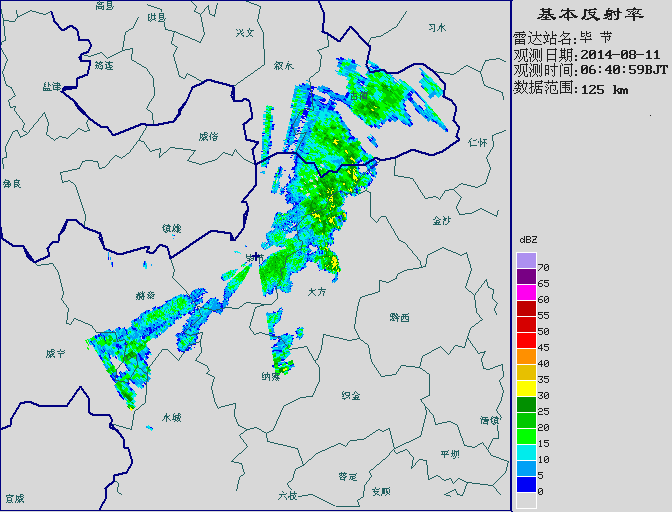 基本反射率
雷达站名:毕 节
观测日期:2014-08-11
观测时间:06:40:59BJT
数据范围:125 km
高县
珙县
兴文
习水
筠连
叙水
盐津
古蔺
威信
仁怀
彝良
镇雄
金沙
毕节
大方
赫章
黔西
威宁
纳雍
织金
水城
清镇
平坝
普定
安顺
六枝
宣威
dBZ
70
65
60
55
50
45
40
35
30
25
20
15
10
5
0